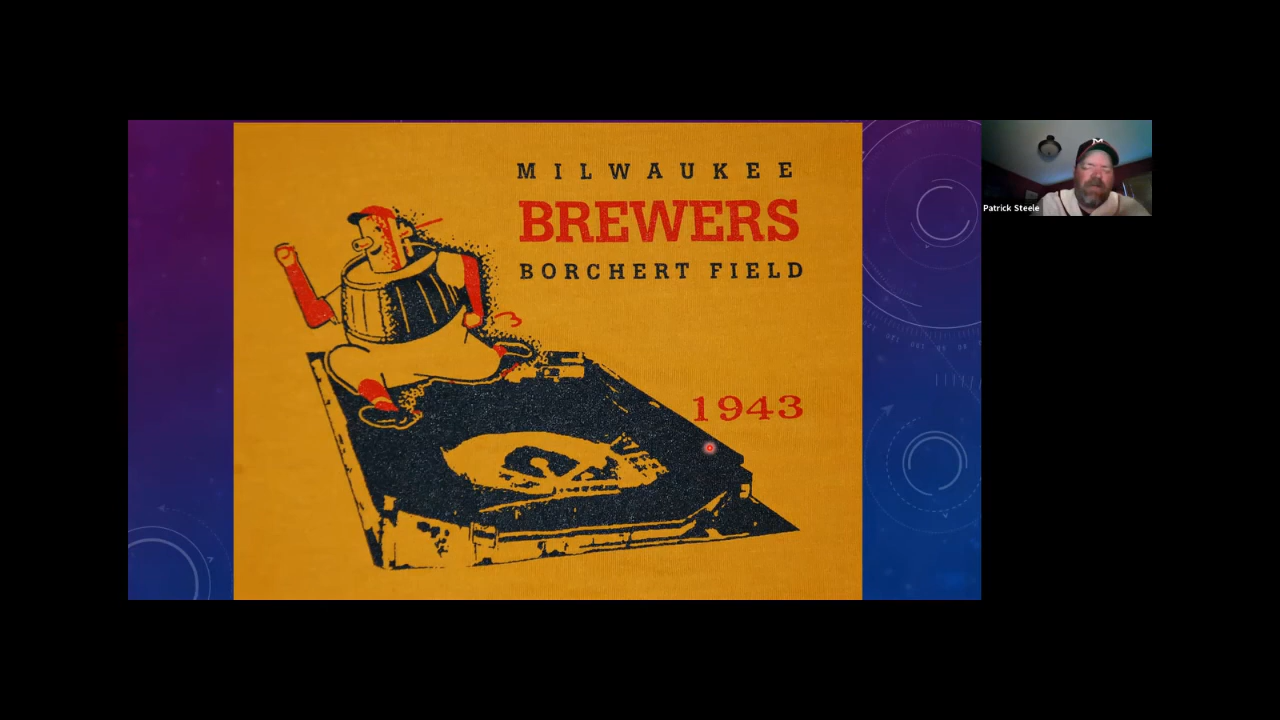 MILWAUKEE
BREWERS
BORCHERT FIELD
1943
Patrick Steele